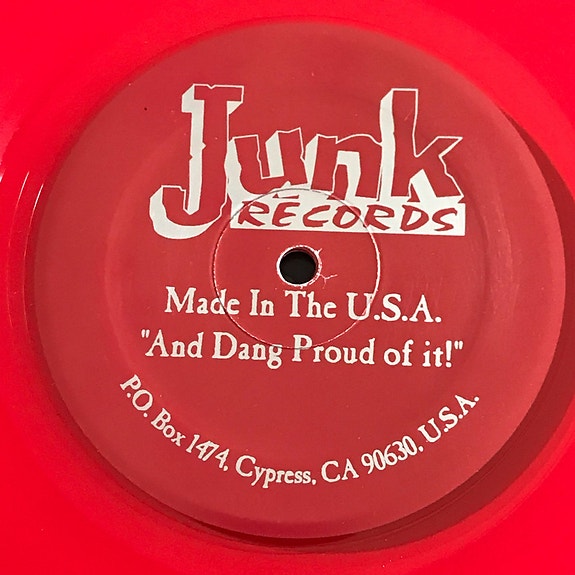 Junk
RECORDS
Made In The U.S.A.
"And Dang Proud of it!"
P.O. Box 1474, Cypress, CA 90630, U.S.A.